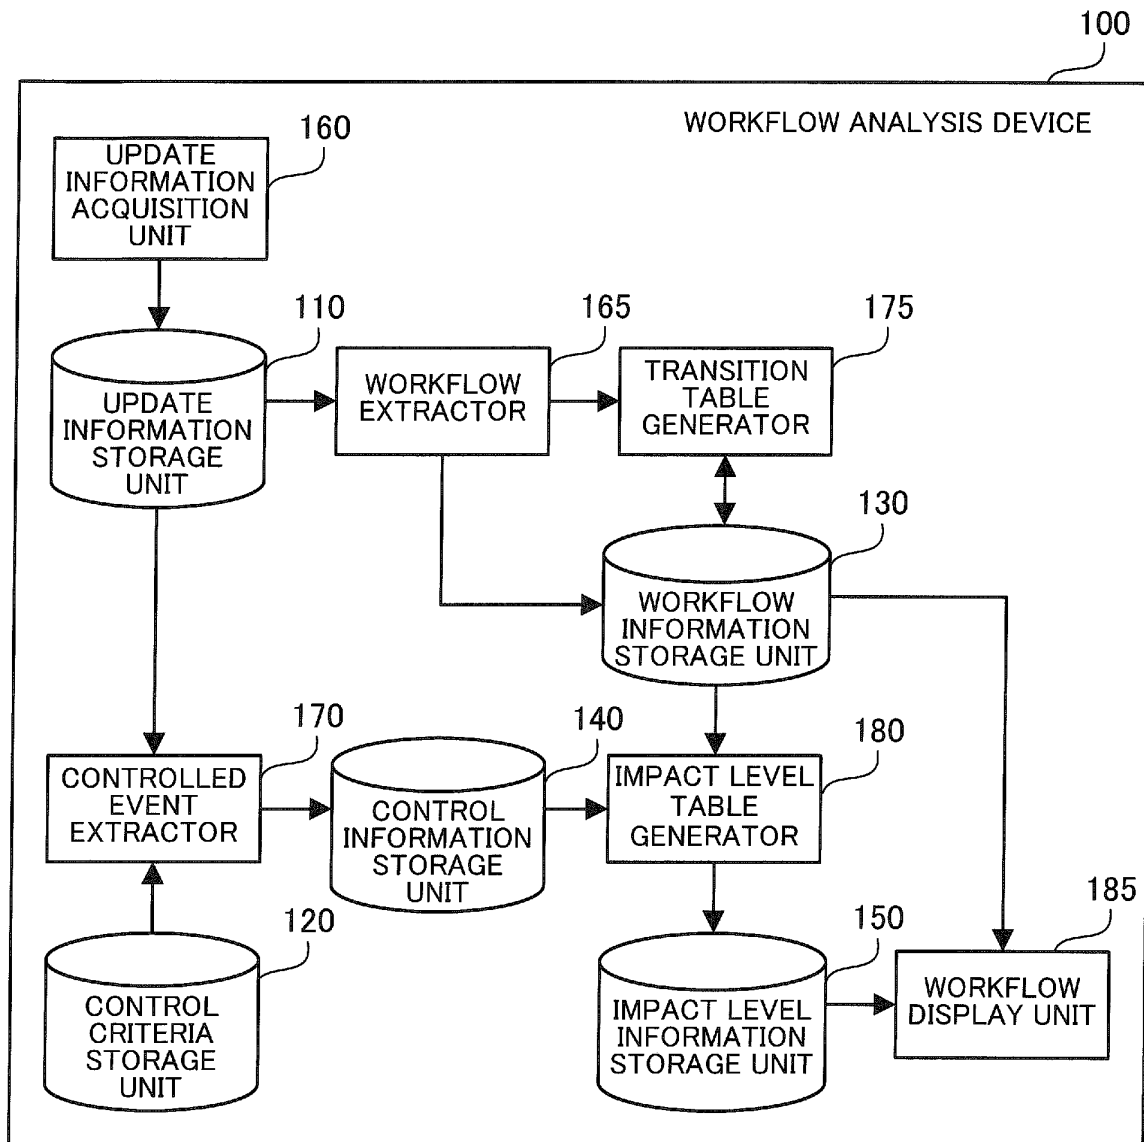 100
WORKFLOW ANALYSIS DEVICE
160
UPDATE
INFORMATION
ACQUISITION
UNIT
110
UPDATE
INFORMATION
STORAGE
UNIT
165
WORKFLOW
EXTRACTOR
175
TRANSITION
TABLE
GENERATOR
130
WORKFLOW
INFORMATION
STORAGE UNIT
170
CONTROLLED
EVENT
EXTRACTOR
140
CONTROL
INFORMATION
STORAGE
UNIT
180
IMPACT LEVEL
TABLE
GENERATOR
120
CONTROL
CRITERIA
STORAGE
UNIT
150
IMPACT LEVEL
INFORMATION
STORAGE UNIT
185
WORKFLOW
DISPLAY UNIT